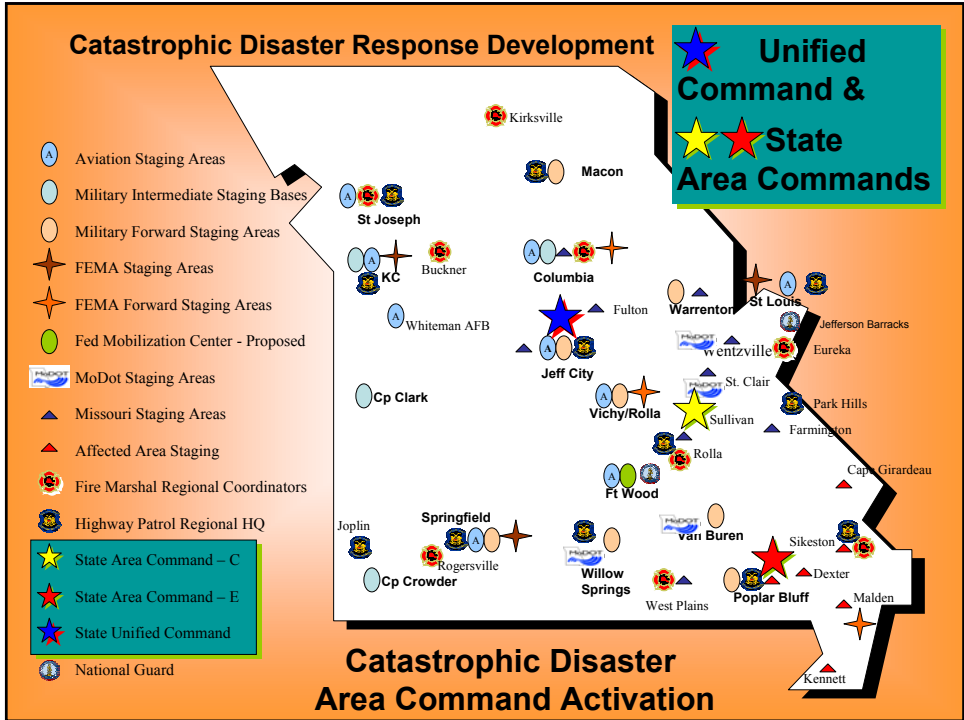 Catastrophic Disaster Response Development
Unified
Command &
State
Area Commands
A Aviation Staging Areas
Military Intermediate Staging Bases
Military Forward Staging Areas
FEMA Staging Areas
FEMA Forward Staging Areas
Fed Mobilization Center - Proposed
MoDOT MoDot Staging Areas
Missouri Staging Areas
Affected Area Staging
Fire Marshal Regional Coordinators
Highway Patrol Regional HQ
State Area Command – C
State Area Command – E
State Unified Command
National Guard
Kirksville
Macon
A
St Joseph
A
KC
Buckner
A
Columbia
A Whiteman AFB
Fulton
Warrenton
A
St Louis
Jefferson Barracks
MoDOT
Wentzville
Eureka
A
Jeff City
MoDOT
St. Clair
Cp Clark
A
Vichy/Rolla
Sullivan
Park Hills
Farmington
Rolla
Cape Girardeau
A
Ft Wood
Joplin
Springfield
A
Rogersville
Cp Crowder
MoDOT
Willow
Springs
MoDOT
Van Buren
West Plains
Poplar Bluff
Sikeston
Dexter
Malden
Kennett
Catastrophic Disaster
Area Command Activation